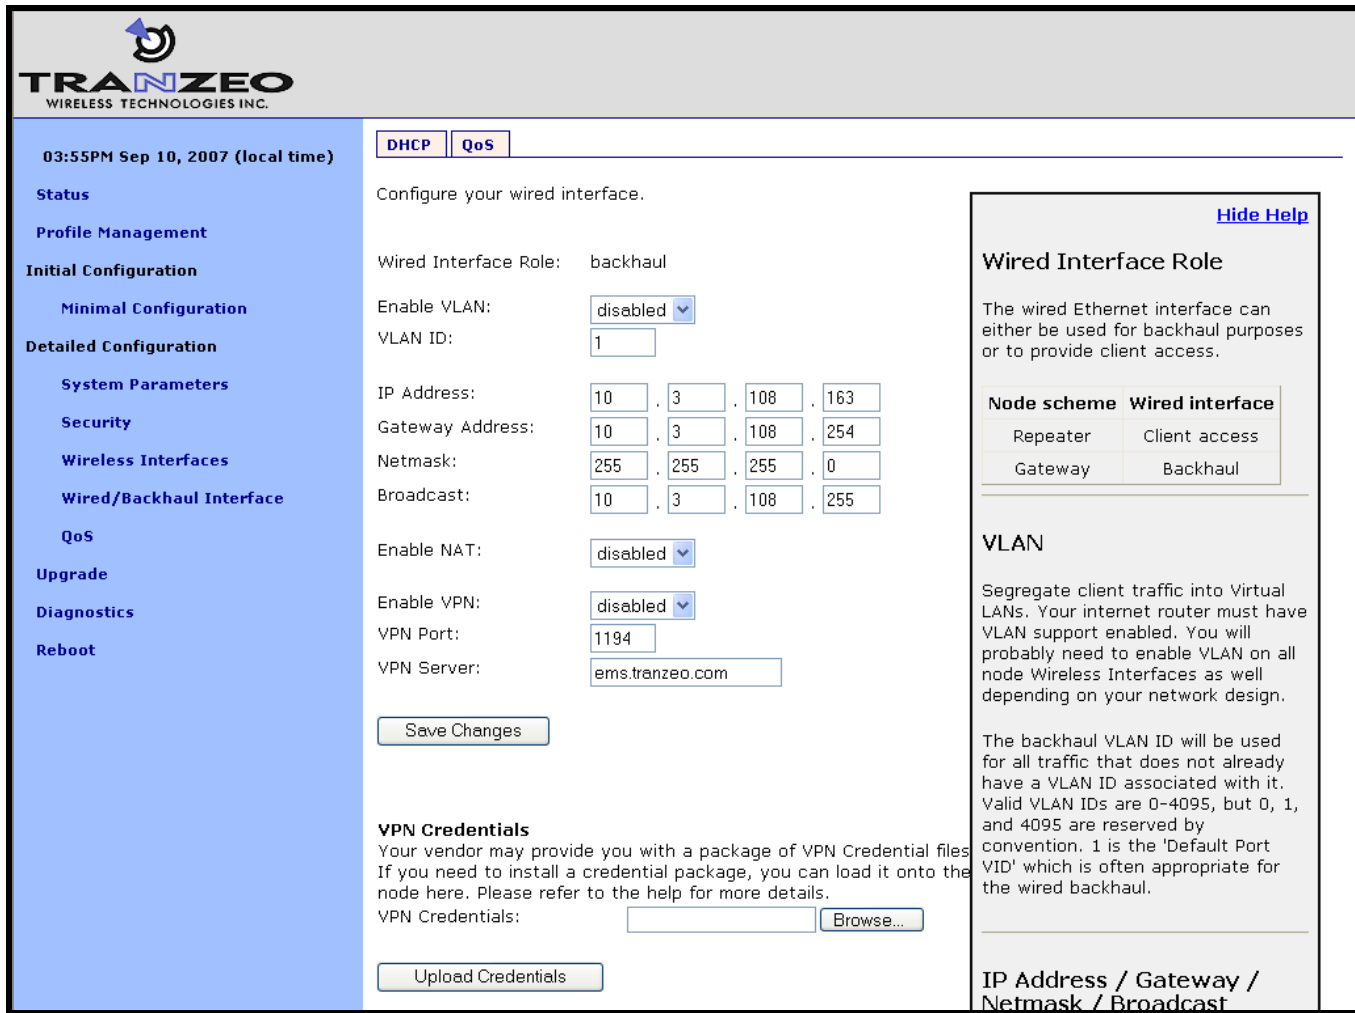 TRANZEO
WIRELESS TECHNOLOGIES INC.
03:55PM Sep 10, 2007 (local time)
Status
Profile Management
Initial Configuration
Minimal Configuration
Detailed Configuration
System Parameters
Security
Wireless Interfaces
Wired/Backhaul Interface
QoS
Upgrade
Diagnostics
Reboot
DHCP QoS
Configure your wired interface.
Wired Interface Role: backhaul
Enable VLAN: disabled
VLAN ID: 1
IP Address: 10 . 3 . 108 . 163
Gateway Address: 10 . 3 . 108 . 254
Netmask: 255 . 255 . 255 . 0
Broadcast: 10 . 3 . 108 . 255
Enable NAT: disabled
Enable VPN: disabled
VPN Port: 1194
VPN Server: ems.tranzeo.com
Save Changes
VPN Credentials
Your vendor may provide you with a package of VPN Credential files
If you need to install a credential package, you can load it onto the
node here. Please refer to the help for more details.
VPN Credentials: Browse...
Upload Credentials
Hide Help
Wired Interface Role
The wired Ethernet interface can
either be used for backhaul purposes
or to provide client access.
Node scheme Wired interface
Repeater Client access
Gateway Backhaul
VLAN
Segregate client traffic into Virtual
LANs. Your internet router must have
VLAN support enabled. You will
probably need to enable VLAN on all
node Wireless Interfaces as well
depending on your network design.
The backhaul VLAN ID will be used
for all traffic that does not already
have a VLAN ID associated with it.
Valid VLAN IDs are 0-4095, but 0, 1,
and 4095 are reserved by
convention. 1 is the 'Default Port
VID' which is often appropriate for
the wired backhaul.
IP Address / Gateway /
Netmask / Broadcast